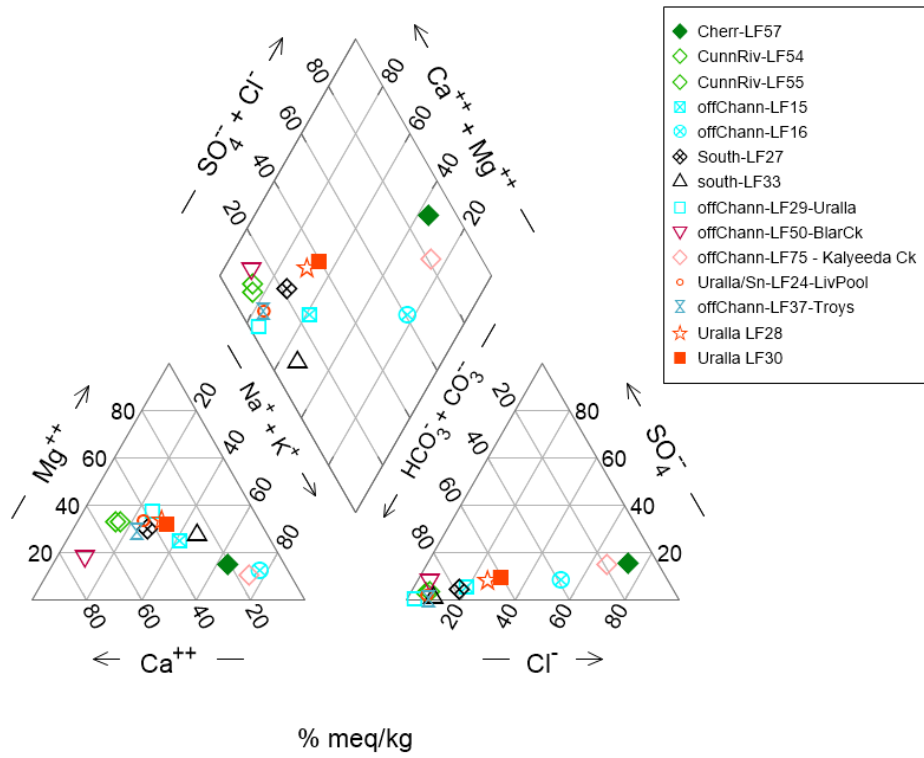 80
80
SO₄⁻⁻ + Cl⁻
Ca⁺⁺ + Mg⁺⁺
60
60
40
40
20
20
Cherr-LF57
CunnRiv-LF54
CunnRiv-LF55
offChann-LF15
offChann-LF16
South-LF27
south-LF33
offChann-LF29-Uralla
offChann-LF50-BlarCk
offChann-LF75 - Kalyeeda Ck
Uralla/Sn-LF24-LivPool
offChann-LF37-Troys
Uralla LF28
Uralla LF30
Mg⁺⁺
Na⁺ + K⁺
HCO₃⁻ + CO₃⁻⁻
SO₄⁻⁻
80
60
40
20
20
40
60
80
80
60
40
20
Ca⁺⁺
20
40
60
80
80
60
40
20
20
40
60
80
Cl⁻
% meq/kg